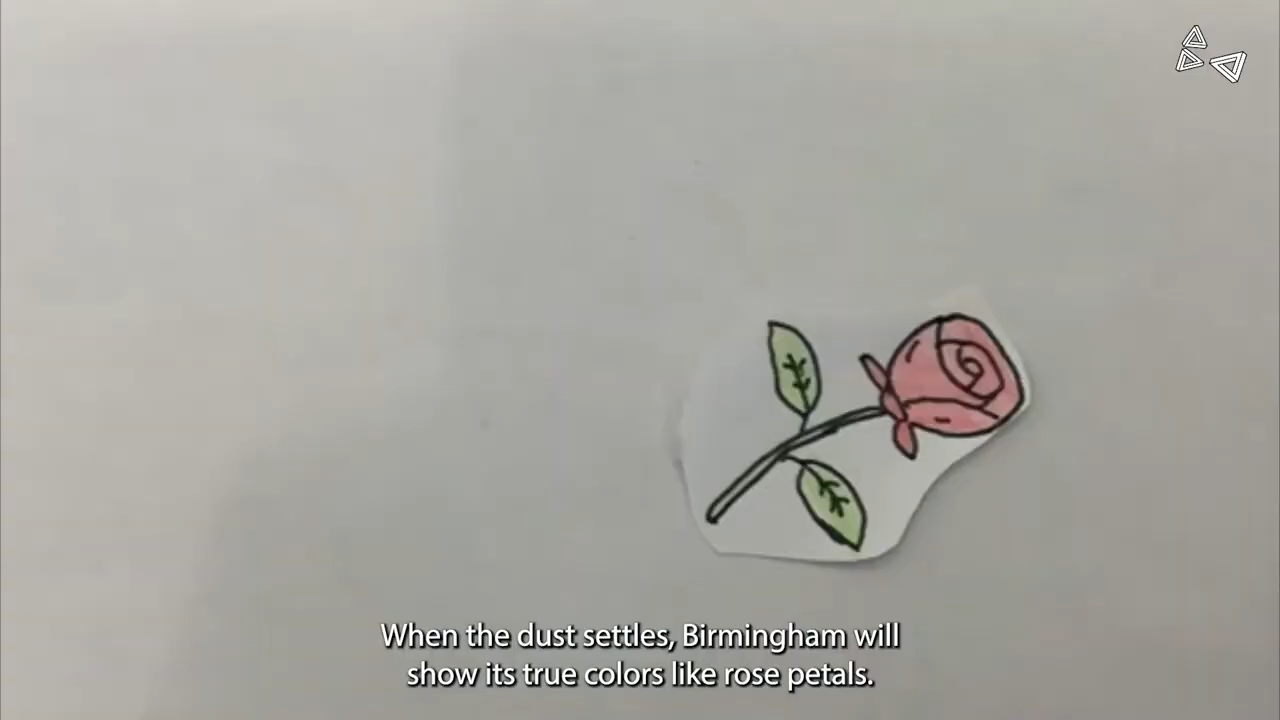 When the dust settles, Birmingham will
show its true colors like rose petals.